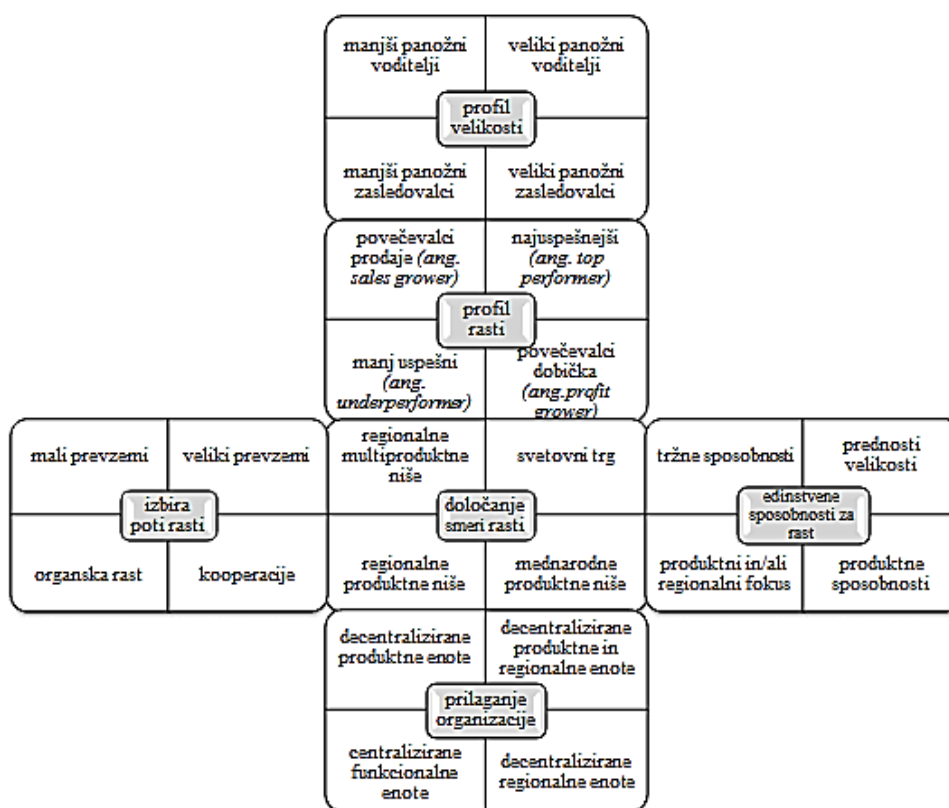 manjši panožni
voditelji
veliki panožni
voditelji
profil
velikosti
manjši panožni
zasledovalci
veliki panožni
zasledovalci
povečevalci
prodaje (ang.
sales grower)
najuspešnejši
(ang. top
performer)
profil
rasti
manj uspešni
(ang.
underperformer)
povečevalci
dobička
(ang.profit
grower)
mali prevzemi
veliki prevzemi
izbira
poti rasti
organska rast
kooperacije
regionalne
multiproduktne
niše
svetovni trg
določanje
smeri rasti
regionalne
produktne niše
mednarodne
produktne niše
tržne sposobnosti
prednosti
velikosti
edinstvene
sposobnosti za
rast
produktni in/ali
regionalni fokus
produktne
sposobnosti
decentralizirane
produktne enote
decentralizirane
produktne in
regionalne enote
prilaganje
organizacije
centralizirane
funkcionalne
enote
decentralizirane
regionalne enote